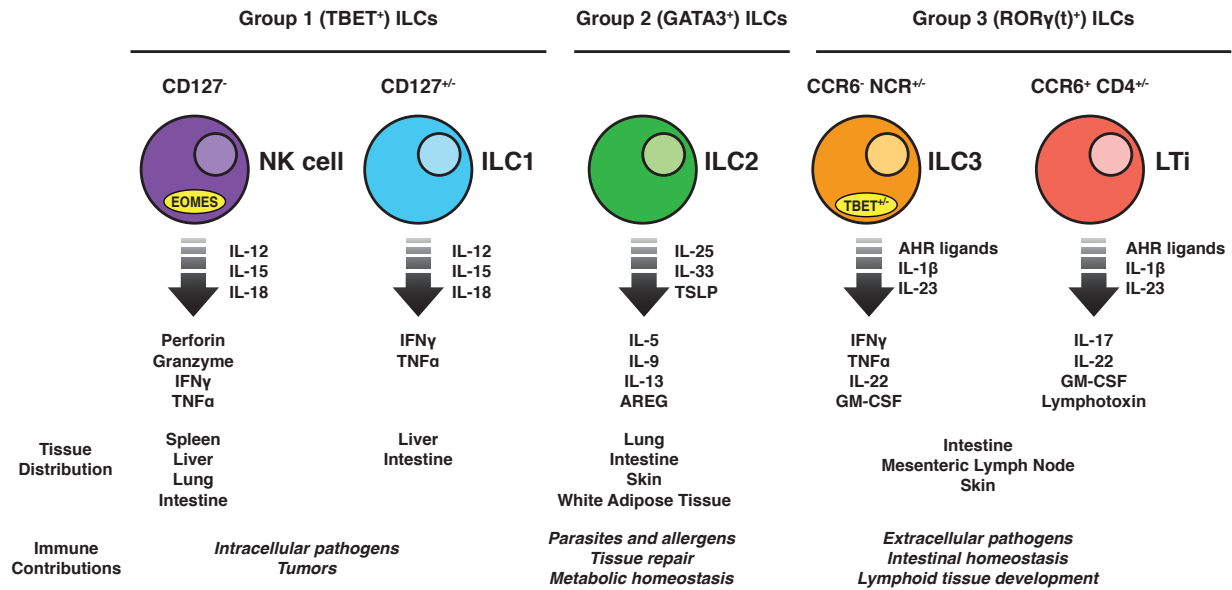 Group 1 (TBET⁺) ILCs
Group 2 (GATA3⁺) ILCs
Group 3 (RORγ(t)⁺) ILCs
CD127⁻
CD127⁺/⁻
CCR6⁻ NCR⁺/⁻
CCR6⁺ CD4⁺/⁻
NK cell
EOMES
ILC1
ILC2
ILC3
TBET⁺/⁻
LTi
IL-12
IL-15
IL-18
IL-12
IL-15
IL-18
IL-25
IL-33
TSLP
AHR ligands
IL-1β
IL-23
AHR ligands
IL-1β
IL-23
Perforin
Granzyme
IFNγ
TNFα
IFNγ
TNFα
IL-5
IL-9
IL-13
AREG
IFNγ
TNFα
IL-22
GM-CSF
IL-17
IL-22
GM-CSF
Lymphotoxin
Tissue
Distribution
Spleen
Liver
Lung
Intestine
Liver
Intestine
Lung
Intestine
Skin
White Adipose Tissue
Intestine
Mesenteric Lymph Node
Skin
Immune
Contributions
Intracellular pathogens
Tumors
Parasites and allergens
Tissue repair
Metabolic homeostasis
Extracellular pathogens
Intestinal homeostasis
Lymphoid tissue development